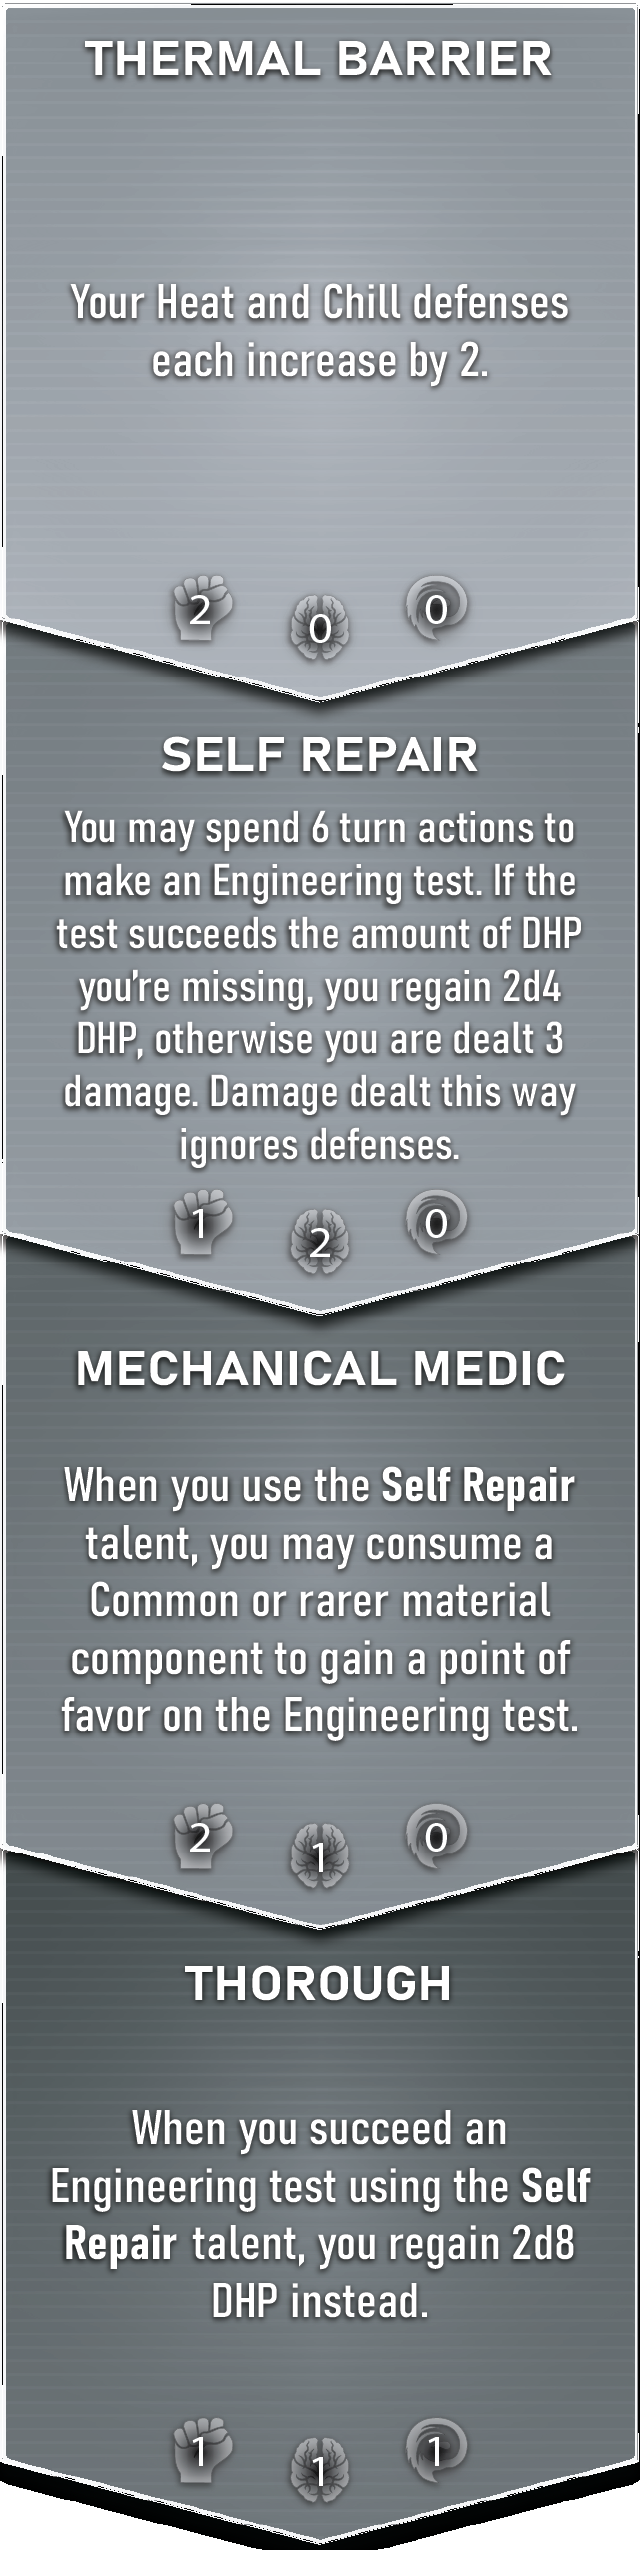 THERMAL BARRIER
Your Heat and Chill defenses
each increase by 2.
2 0 0
SELF REPAIR
You may spend 6 turn actions to
make an Engineering test. If the
test succeeds the amount of DHP
you're missing, you regain 2d4
DHP, otherwise you are dealt 3
damage. Damage dealt this way
ignores defenses.
1 2 0
MECHANICAL MEDIC
When you use the Self Repair
talent, you may consume a
Common or rarer material
component to gain a point of
favor on the Engineering test.
2 1 0
THOROUGH
When you succeed an
Engineering test using the Self
Repair talent, you regain 2d8
DHP instead.
1 1 1